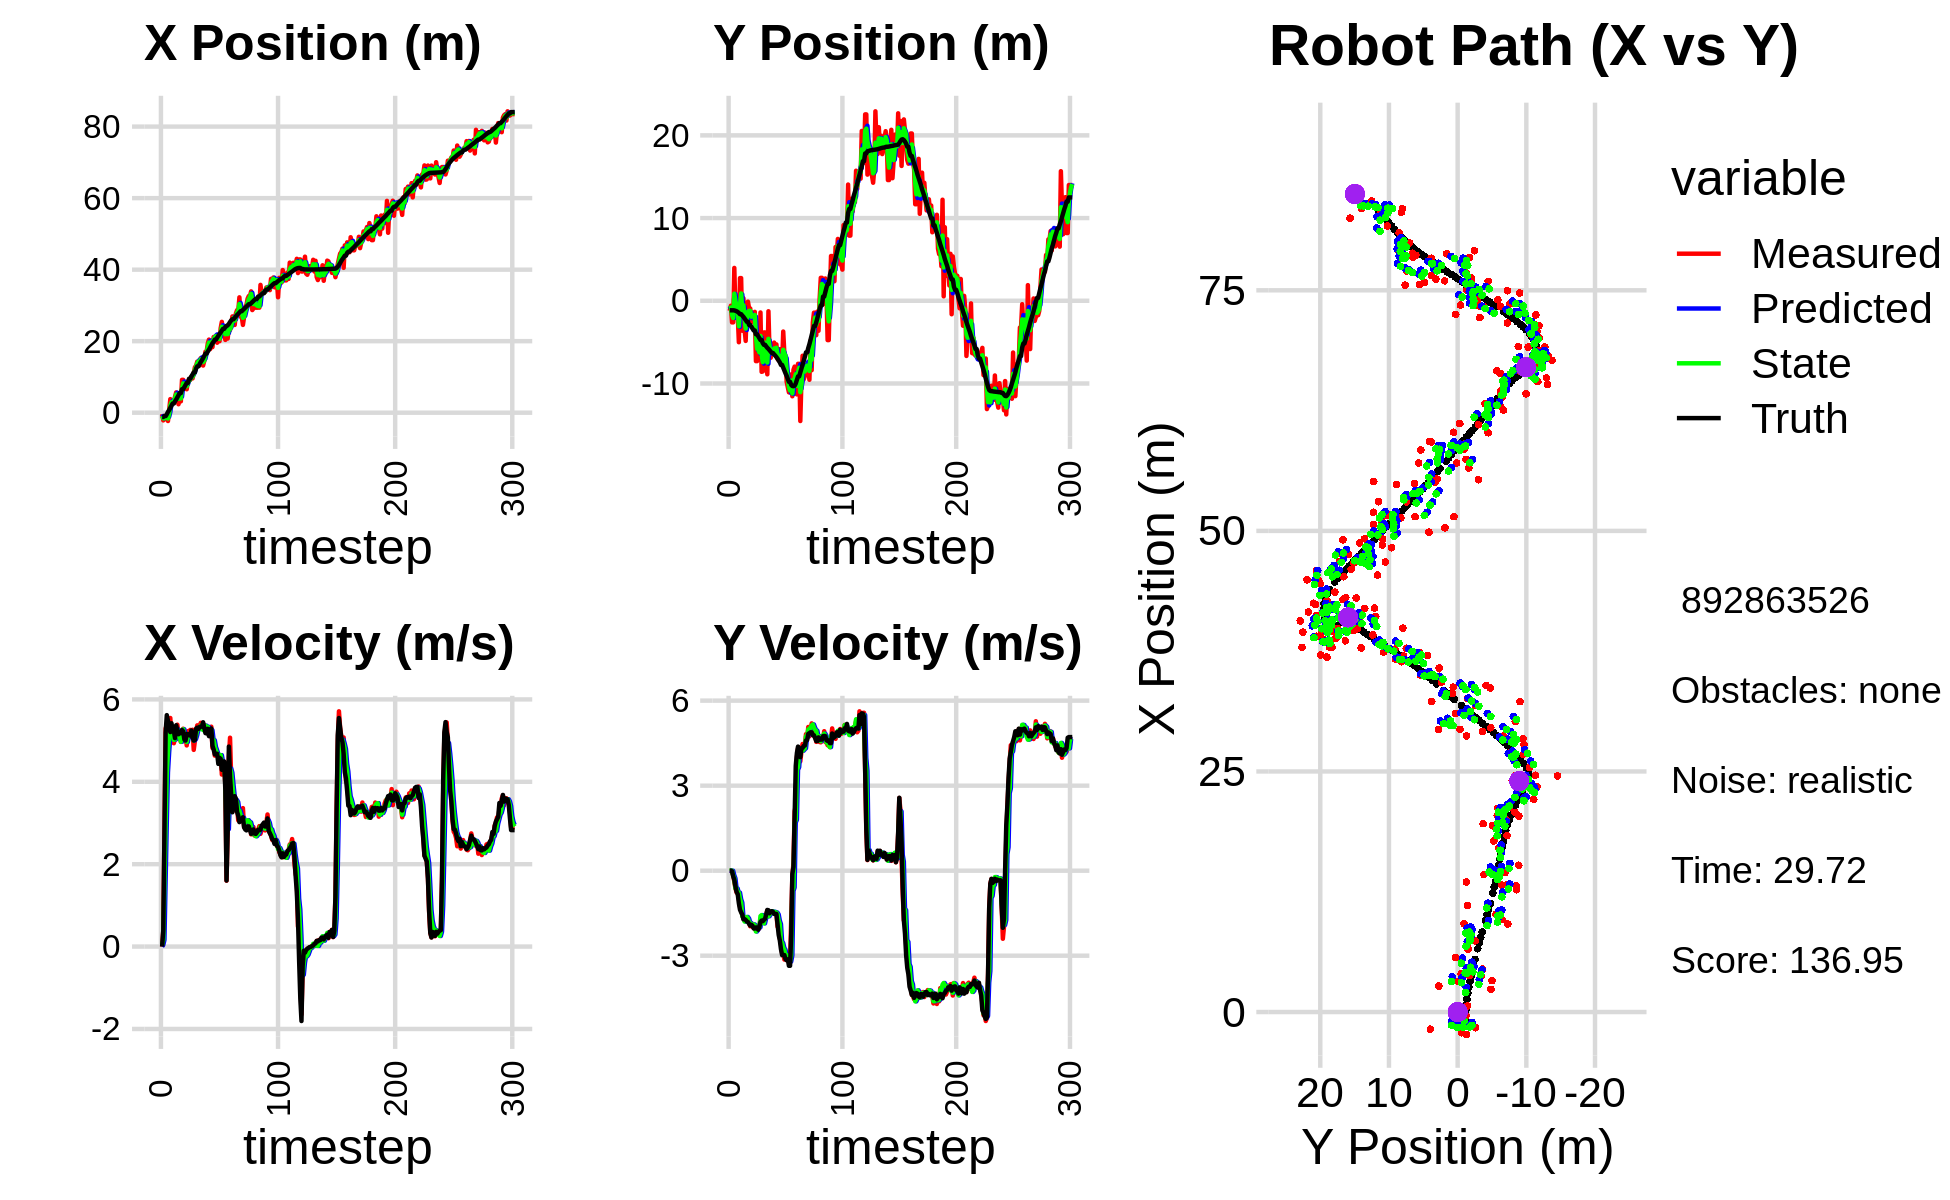 X Position (m)
80
60
40
20
0
0
100
200
300
timestep
Y Position (m)
20
10
0
-10
0
100
200
300
timestep
X Velocity (m/s)
6
4
2
0
-2
0
100
200
300
timestep
Y Velocity (m/s)
6
3
0
-3
0
100
200
300
timestep
Robot Path (X vs Y)
X Position (m)
75
50
25
0
20 10 0 -10 -20
Y Position (m)
variable
Measured
Predicted
State
Truth
892863526
Obstacles: none
Noise: realistic
Time: 29.72
Score: 136.95